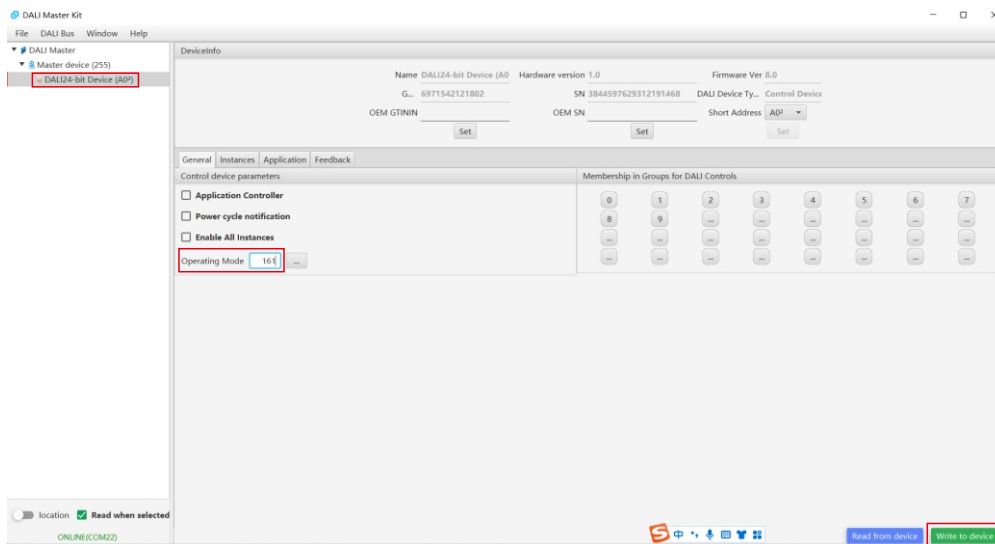 DALI Master Kit
File DALI Bus Window Help
DALI Master
Master device (255)
DALI24-bit Device (A0²)
DeviceInfo
Name DALI24-bit Device (A0 Hardware version 1.0 Firmware Ver 8.0
G... 6971542121802 SN 3844597629312191468 DALI Device Ty... Control Device
OEM GTININ OEM SN Short Address A0²
Set Set Set
General Instances Application Feedback
Control device parameters
Application Controller
Power cycle notification
Enable All Instances
Operating Mode 161 ...
Membership in Groups for DALI Controls
0 1 2 3 4 5 6 7
8 9 ... ... ... ... ... ...
... ... ... ... ... ... ... ...
... ... ... ... ... ... ... ...
location Read when selected
ONLINE(COM22)
S 中
Read from device Write to device